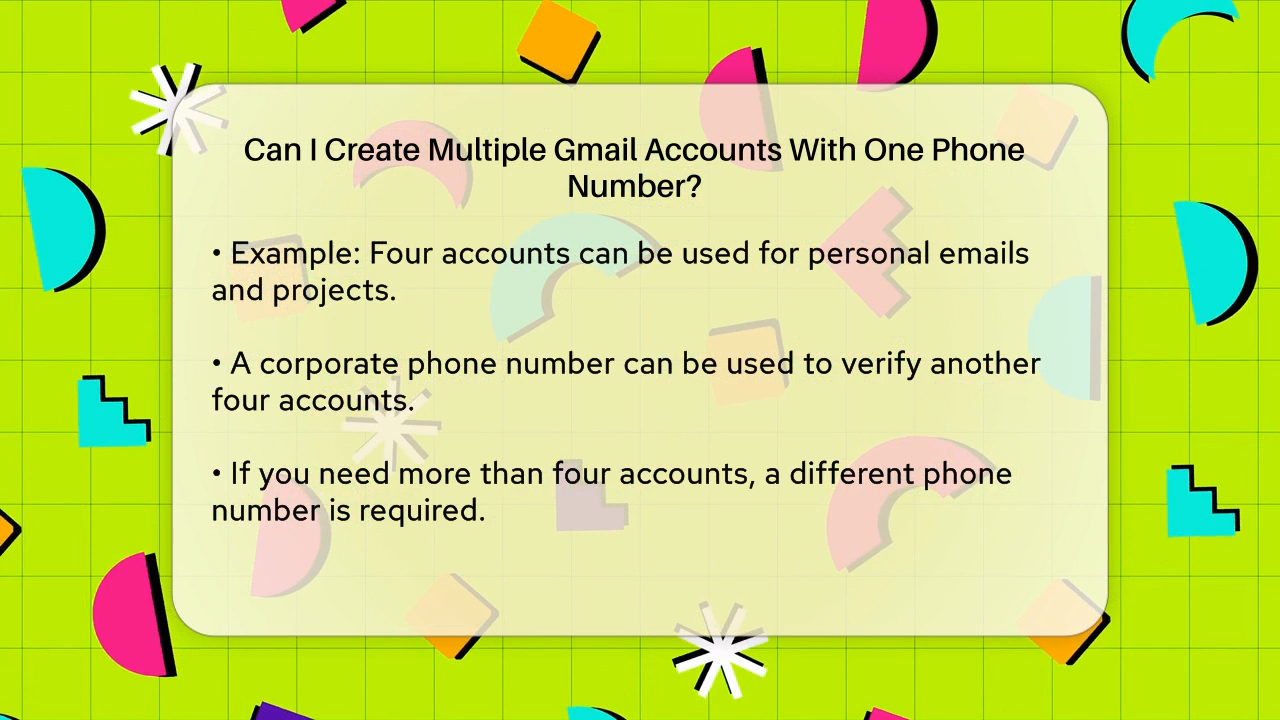 Can I Create Multiple Gmail Accounts With One Phone
Number?
• Example: Four accounts can be used for personal emails
and projects.
• A corporate phone number can be used to verify another
four accounts.
• If you need more than four accounts, a different phone
number is required.